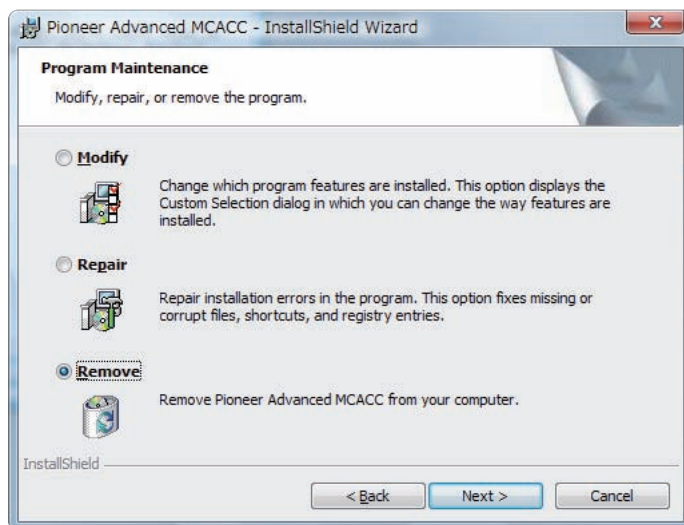 Pioneer Advanced MCACC - InstallShield Wizard
Program Maintenance
Modify, repair, or remove the program.
Modify
Change which program features are installed. This option displays the
Custom Selection dialog in which you can change the way features are
installed.
Repair
Repair installation errors in the program. This option fixes missing or
corrupt files, shortcuts, and registry entries.
Remove
Remove Pioneer Advanced MCACC from your computer.
InstallShield
< Back Next > Cancel